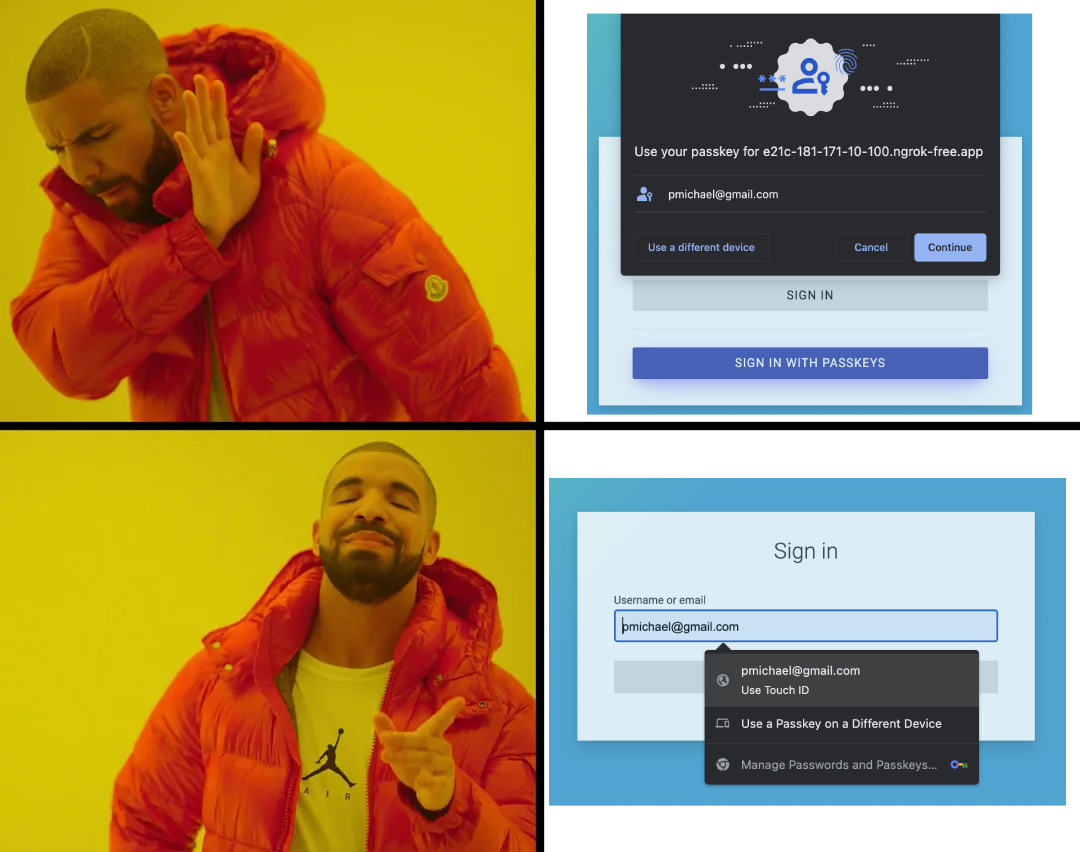 Use your passkey for e21c-181-171-10-100.ngrok-free.app
pmichael@gmail.com
Use a different device
Cancel
Continue
SIGN IN
SIGN IN WITH PASSKEYS
AIR
Sign in
Username or email
pmichael@gmail.com
pmichael@gmail.com
Use Touch ID
Use a Passkey on a Different Device
Manage Passwords and Passkeys...